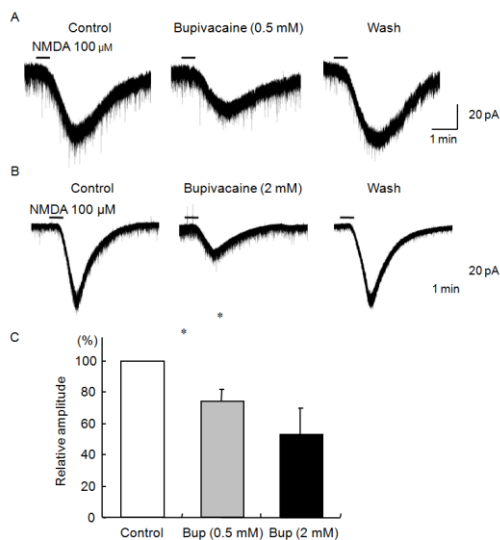 A
Control Bupivacaine (0.5 mM) Wash
NMDA 100 μM
20 pA
1 min
B
Control Bupivacaine (2 mM) Wash
NMDA 100 μM
20 pA
1 min
*
*
C
(%)
100
80
60
40
20
0
Relative amplitude
Control Bup (0.5 mM) Bup (2 mM)